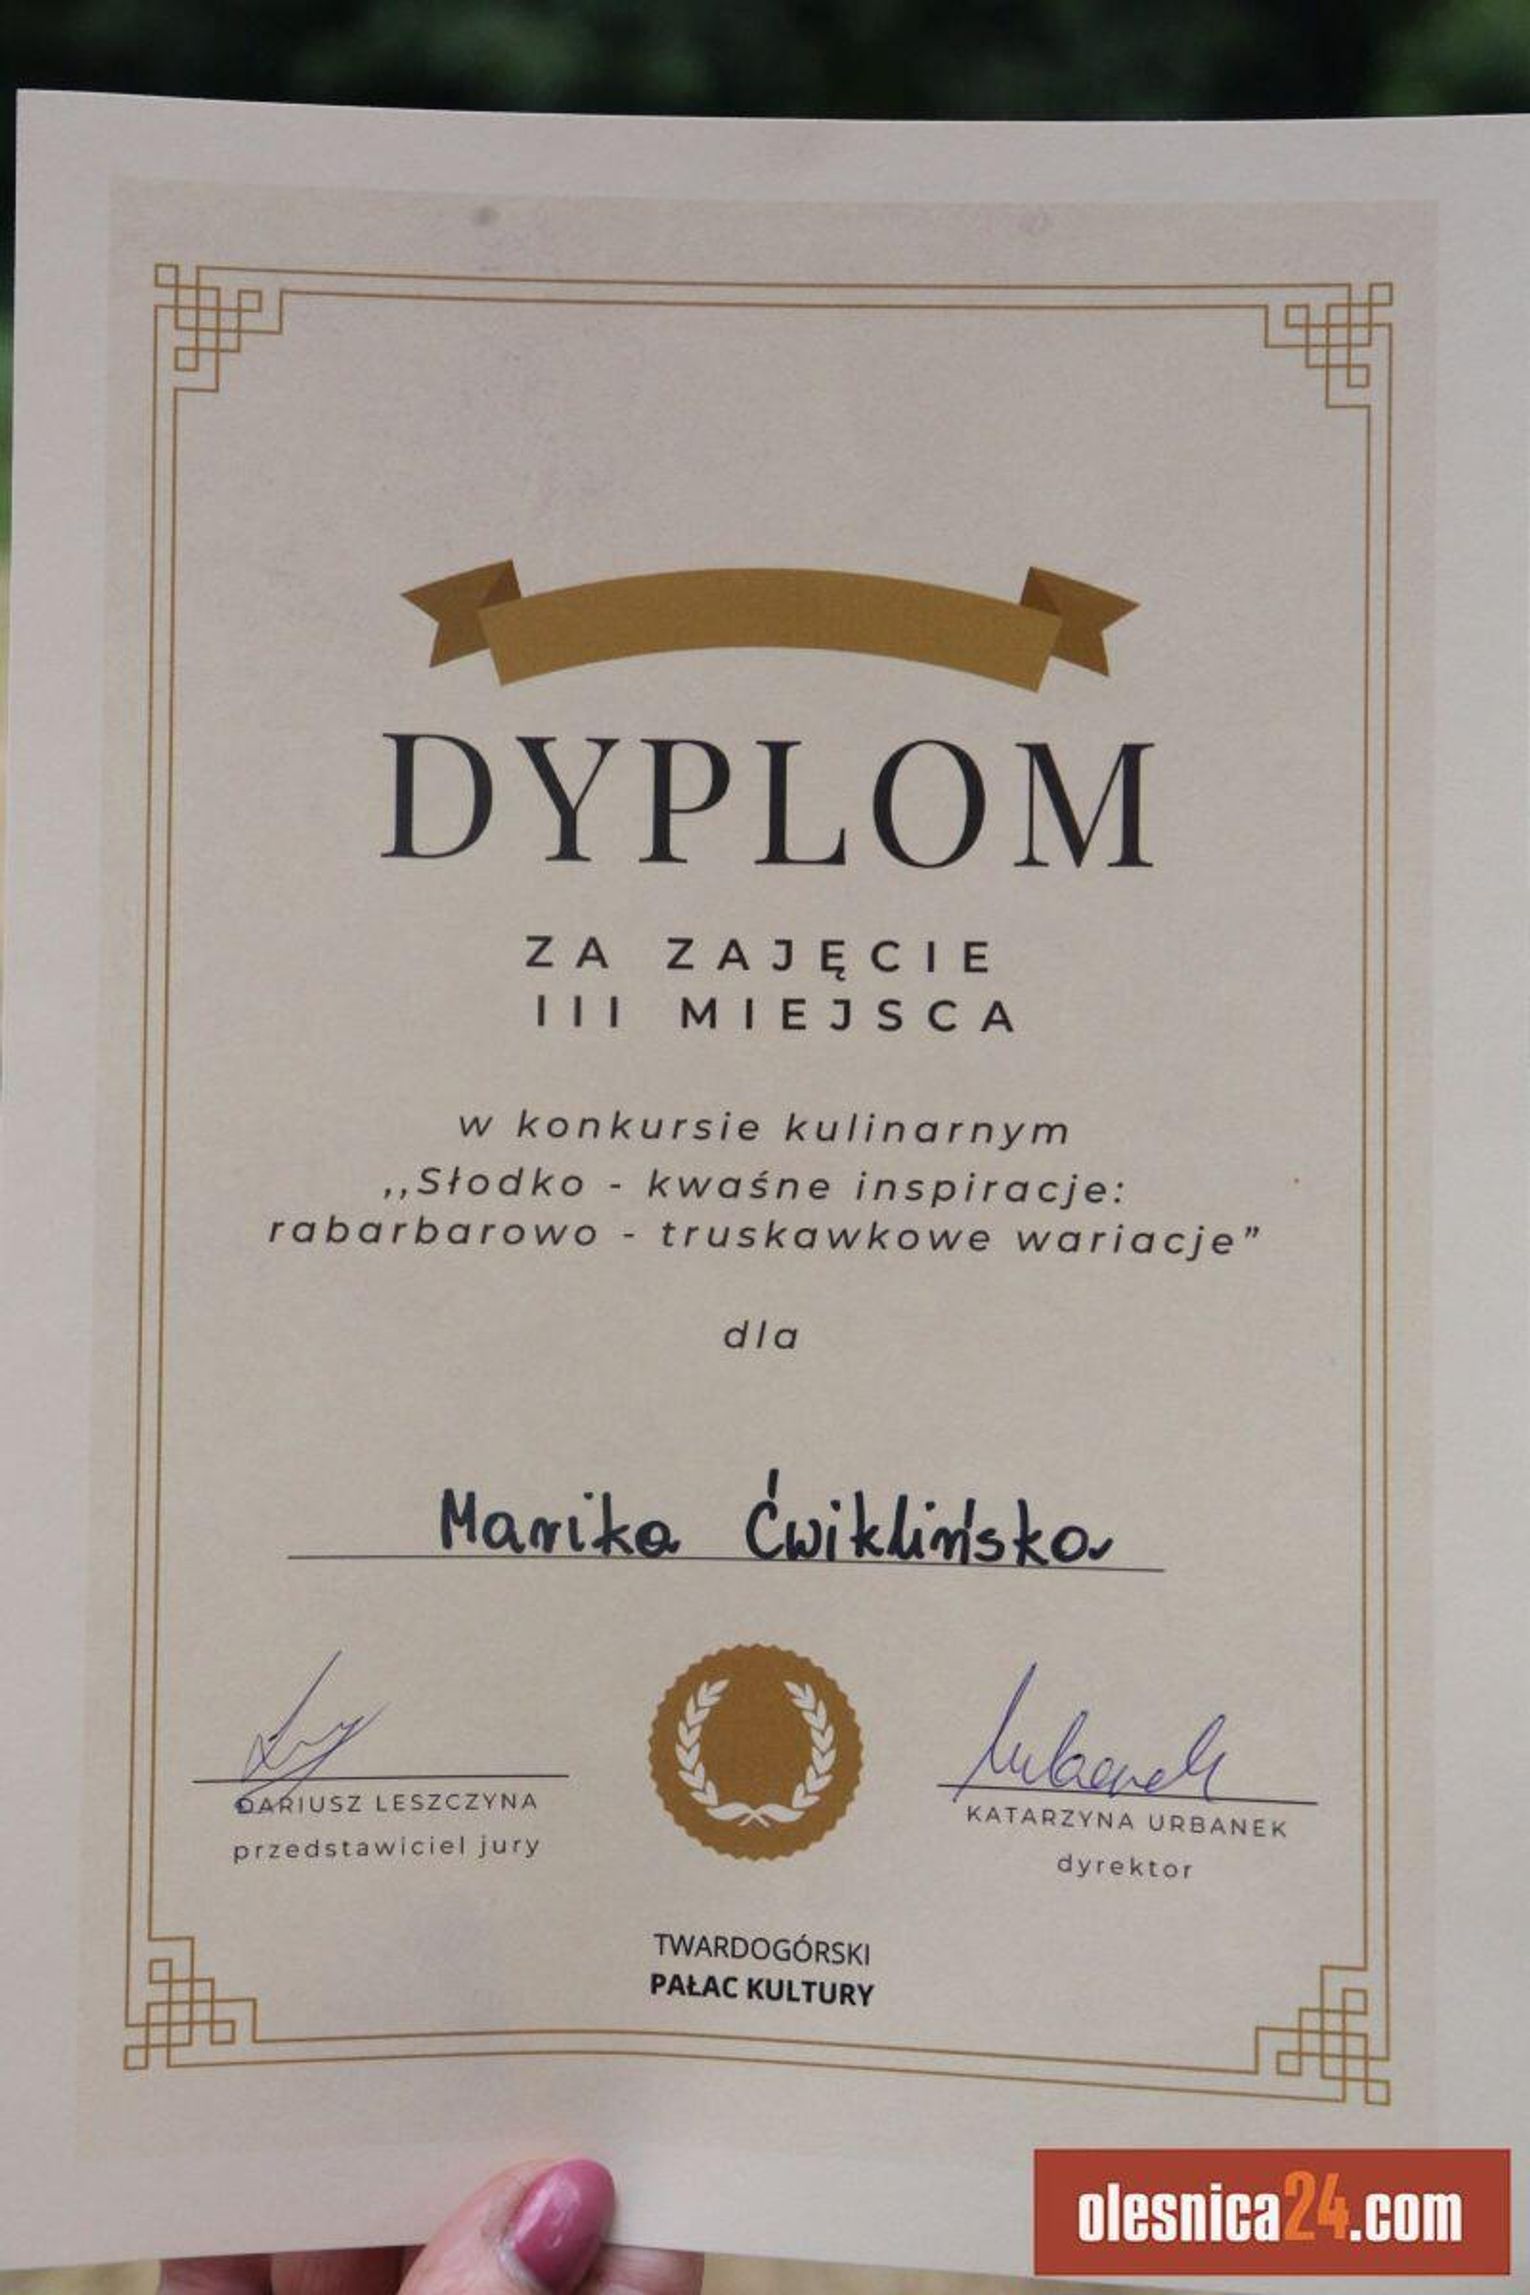 DYPLOM
ZA ZAJĘCIE
III MIEJSCA
w konkursie kulinarnym
,,Słodko - kwaśne inspiracje:
rabarbarowo - truskawkowe wariacje”
dla
Marika Ćwiklińska
DARIUSZ LESZCZYNA
przedstawiciel jury
Urbanek
KATARZYNA URBANEK
dyrektor
TWARDOGÓRSKI
PAŁAC KULTURY
olesnica24.com